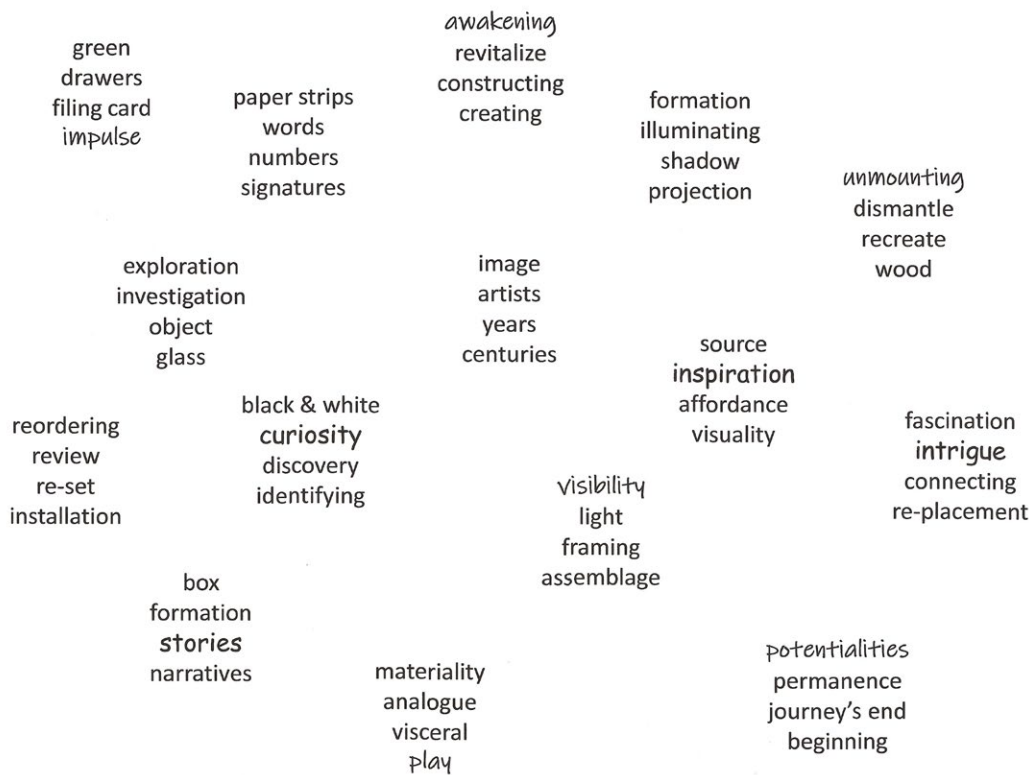 green
drawers
filing card
impulse
paper strips
words
numbers
signatures
awakening
revitalize
constructing
creating
formation
illuminating
shadow
projection
unmounting
dismantle
recreate
wood
exploration
investigation
object
glass
image
artists
years
centuries
source
inspiration
affordance
visuality
reordering
review
re-set
installation
black & white
curiosity
discovery
identifying
visibility
light
framing
assemblage
fascination
intrigue
connecting
re-placement
box
formation
stories
narratives
materiality
analogue
visceral
play
potentialities
permanence
journey's end
beginning